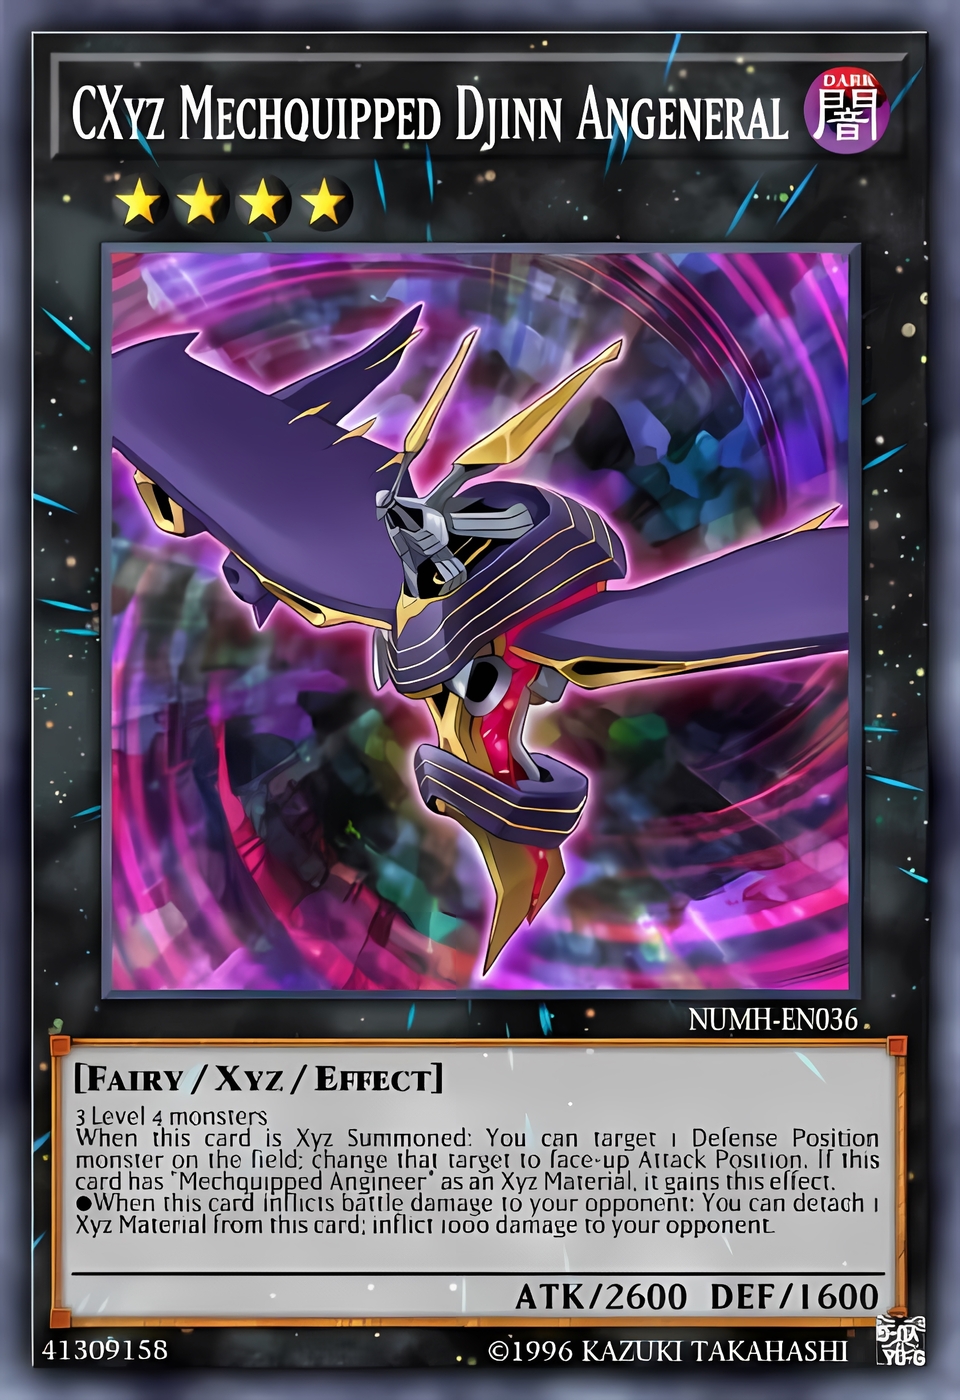 CXyz Mechquipped Djinn Angeneral
DARK
闇
NUMH-EN036
[Fairy / Xyz / Effect]
3 Level 4 monsters
When this card is Xyz Summoned: You can target 1 Defense Position
monster on the field; change that target to face-up Attack Position. If this
card has "Mechquipped Angineer" as an Xyz Material, it gains this effect.
●When this card inflicts battle damage to your opponent: You can detach 1
Xyz Material from this card; inflict 1000 damage to your opponent.
ATK/2600 DEF/1600
41309158
©1996 KAZUKI TAKAHASHI